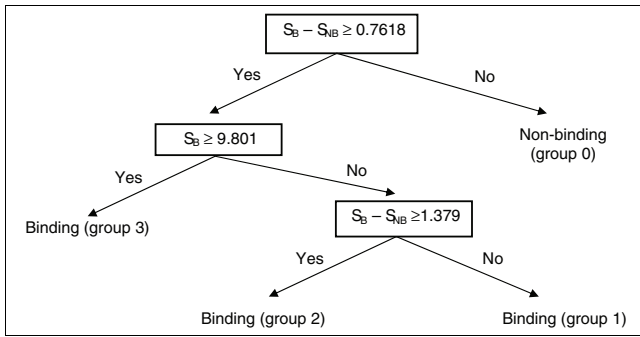 S_B – S_NB ≥ 0.7618
Yes
No
S_B ≥ 9.801
Non-binding
(group 0)
Yes
No
Binding (group 3)
S_B – S_NB ≥1.379
Yes
No
Binding (group 2)
Binding (group 1)